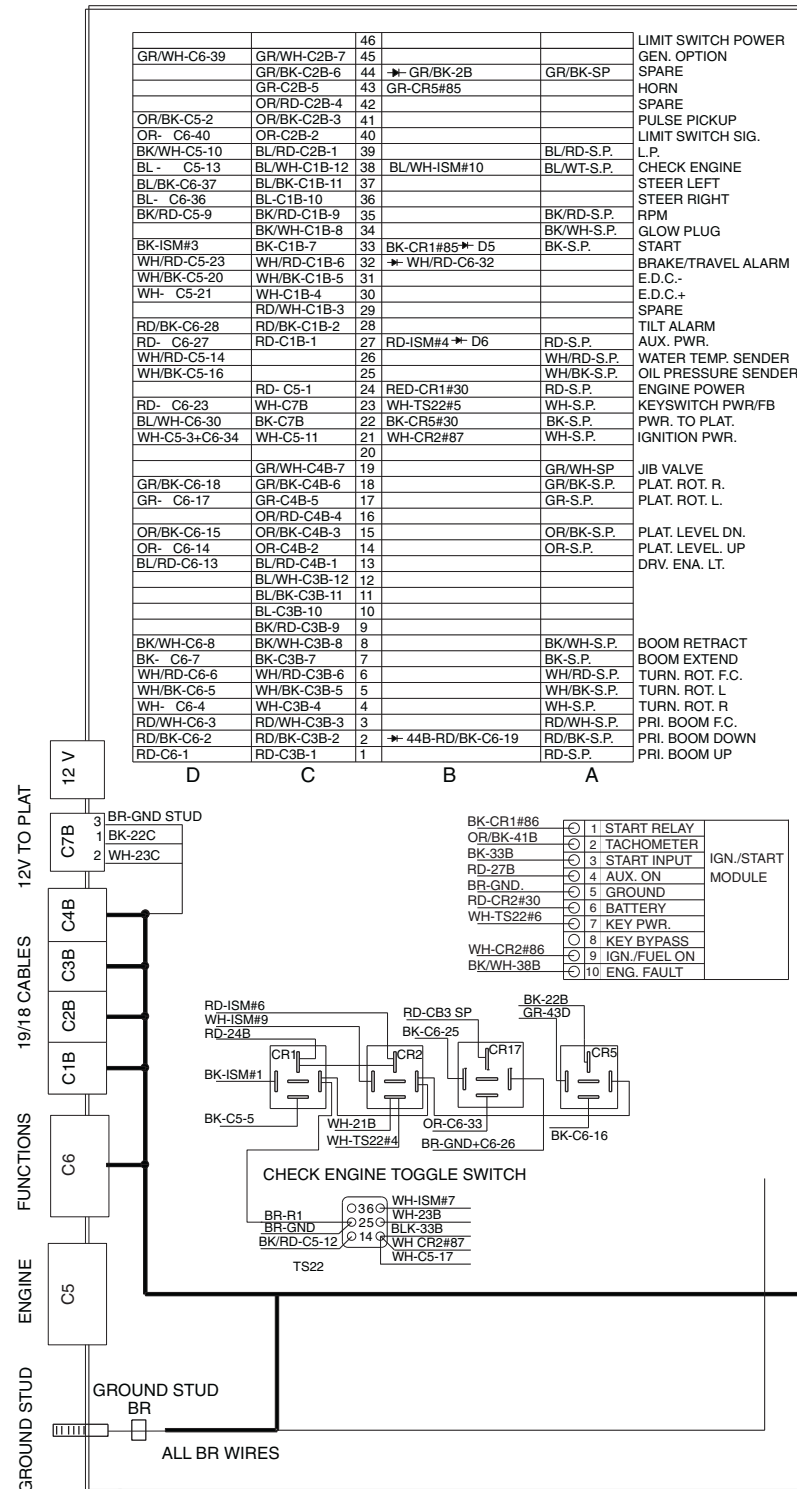 46 LIMIT SWITCH POWER
GR/WH-C6-39 GR/WH-C2B-7 45 GEN. OPTION
GR/BK-C2B-6 44 GR/BK-2B GR/BK-SP SPARE
GR-C2B-5 43 GR-CR5#85 HORN
OR/RD-C2B-4 42 SPARE
OR/BK-C5-2 OR/BK-C2B-3 41 PULSE PICKUP
OR- C6-40 OR-C2B-2 40 LIMIT SWITCH SIG.
BK/WH-C5-10 BL/RD-C2B-1 39 BL/RD-S.P. L.P.
BL - C5-13 BL/WH-C1B-12 38 BL/WH-ISM#10 BL/WT-S.P. CHECK ENGINE
BL/BK-C6-37 BL/BK-C1B-11 37 STEER LEFT
BL- C6-36 BL-C1B-10 36 STEER RIGHT
BK/RD-C5-9 BK/RD-C1B-9 35 BK/RD-S.P. RPM
BK/WH-C1B-8 34 BK/WH-S.P. GLOW PLUG
BK-ISM#3 BK-C1B-7 33 BK-CR1#85 D5 BK-S.P. START
WH/RD-C5-23 WH/RD-C1B-6 32 WH/RD-C6-32 BRAKE/TRAVEL ALARM
WH/BK-C5-20 WH/BK-C1B-5 31 E.D.C.-
WH- C5-21 WH-C1B-4 30 E.D.C.+
RD/WH-C1B-3 29 SPARE
RD/BK-C6-28 RD/BK-C1B-2 28 TILT ALARM
RD- C6-27 RD-C1B-1 27 RD-ISM#4 D6 RD-S.P. AUX. PWR.
WH/RD-C5-14 26 WH/RD-S.P. WATER TEMP. SENDER
WH/BK-C5-16 25 WH/BK-S.P. OIL PRESSURE SENDER
RD- C5-1 24 RED-CR1#30 RD-S.P. ENGINE POWER
RD- C6-23 WH-C7B 23 WH-TS22#5 WH-S.P. KEYSWITCH PWR/FB
BL/WH-C6-30 BK-C7B 22 BK-CR5#30 BK-S.P. PWR. TO PLAT.
WH-C5-3+C6-34 WH-C5-11 21 WH-CR2#87 WH-S.P. IGNITION PWR.
20
GR/WH-C4B-7 19 GR/WH-SP JIB VALVE
GR/BK-C6-18 GR/BK-C4B-6 18 GR/BK-S.P. PLAT. ROT. R.
GR- C6-17 GR-C4B-5 17 GR-S.P. PLAT. ROT. L.
OR/RD-C4B-4 16
OR/BK-C6-15 OR/BK-C4B-3 15 OR/BK-S.P. PLAT. LEVEL DN.
OR- C6-14 OR-C4B-2 14 OR-S.P. PLAT. LEVEL. UP
BL/RD-C6-13 BL/RD-C4B-1 13 DRV. ENA. LT.
BL/WH-C3B-12 12
BL/BK-C3B-11 11
BL-C3B-10 10
BK/RD-C3B-9 9
BK/WH-C6-8 BK/WH-C3B-8 8 BK/WH-S.P. BOOM RETRACT
BK- C6-7 BK-C3B-7 7 BK-S.P. BOOM EXTEND
WH/RD-C6-6 WH/RD-C3B-6 6 WH/RD-S.P. TURN. ROT. F.C.
WH/BK-C6-5 WH/BK-C3B-5 5 WH/BK-S.P. TURN. ROT. L
WH- C6-4 WH-C3B-4 4 WH-S.P. TURN. ROT. R
RD/WH-C6-3 RD/WH-C3B-3 3 RD/WH-S.P. PRI. BOOM F.C.
RD/BK-C6-2 RD/BK-C3B-2 2 44B-RD/BK-C6-19 RD/BK-S.P. PRI. BOOM DOWN
RD-C6-1 RD-C3B-1 1 RD-S.P. PRI. BOOM UP
D C B A
12 V
12V TO PLAT
C7B
3 BR-GND STUD
1 BK-22C
2 WH-23C
BK-CR1#86 1 START RELAY
OR/BK-41B 2 TACHOMETER
BK-33B 3 START INPUT
RD-27B 4 AUX. ON
BR-GND. 5 GROUND
RD-CR2#30 6 BATTERY
WH-TS22#6 7 KEY PWR.
8 KEY BYPASS
WH-CR2#86 9 IGN./FUEL ON
BK/WH-38B 10 ENG. FAULT
IGN./START
MODULE
19/18 CABLES
C4B
C3B
C2B
C1B
RD-ISM#6
WH-ISM#9
RD-24B
BK-ISM#1
BK-C5-5
CR1
CR2
WH-21B
WH-TS22#4
RD-CB3 SP
BK-C6-25
CR17
OR-C6-33
BR-GND+C6-26
BK-22B
GR-43D
CR5
BK-C6-16
FUNCTIONS
C6
CHECK ENGINE TOGGLE SWITCH
BR-R1
BR-GND
BK/RD-C5-12
36
25
14
WH-ISM#7
WH-23B
BLK-33B
WH CR2#87
WH-C5-17
TS22
ENGINE
C5
GROUND STUD
GROUND STUD
BR
ALL BR WIRES